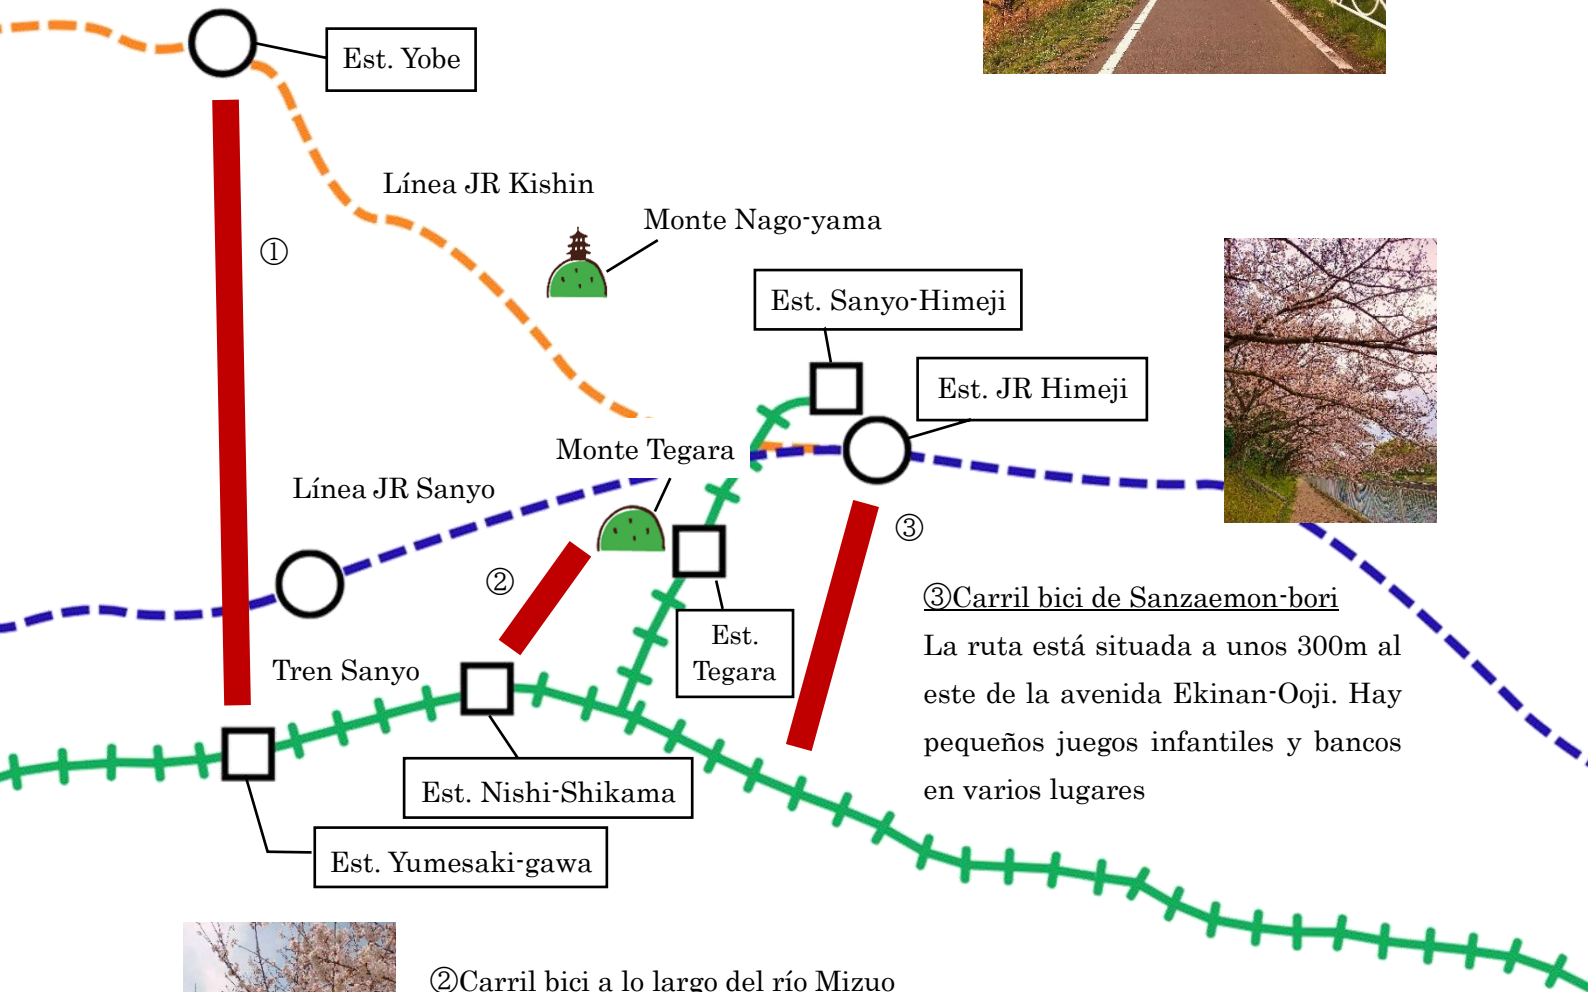 Est. Yobe
Línea JR Kishin
Monte Nago-yama
①
Est. Sanyo-Himeji
Est. JR Himeji
Monte Tegara
Línea JR Sanyo
③
②
③Carril bici de Sanzaemon-bori
La ruta está situada a unos 300m al
este de la avenida Ekinan-Ooji. Hay
pequeños juegos infantiles y bancos
en varios lugares
Est.
Tegara
Tren Sanyo
Est. Nishi-Shikama
Est. Yumesaki-gawa
②Carril bici a lo largo del río Mizuo